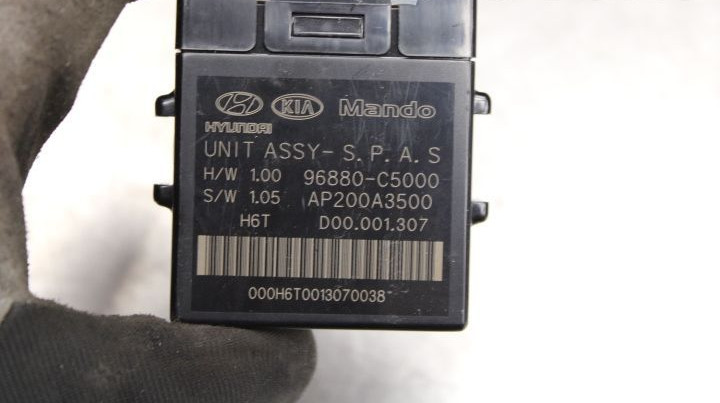 KIA Mando
HYUNDAI
UNIT ASSY- S. P. A. S
H/W 1.00 96880-C5000
S/W 1.05 AP200A3500
H6T D00.001.307
000H6T0013070038